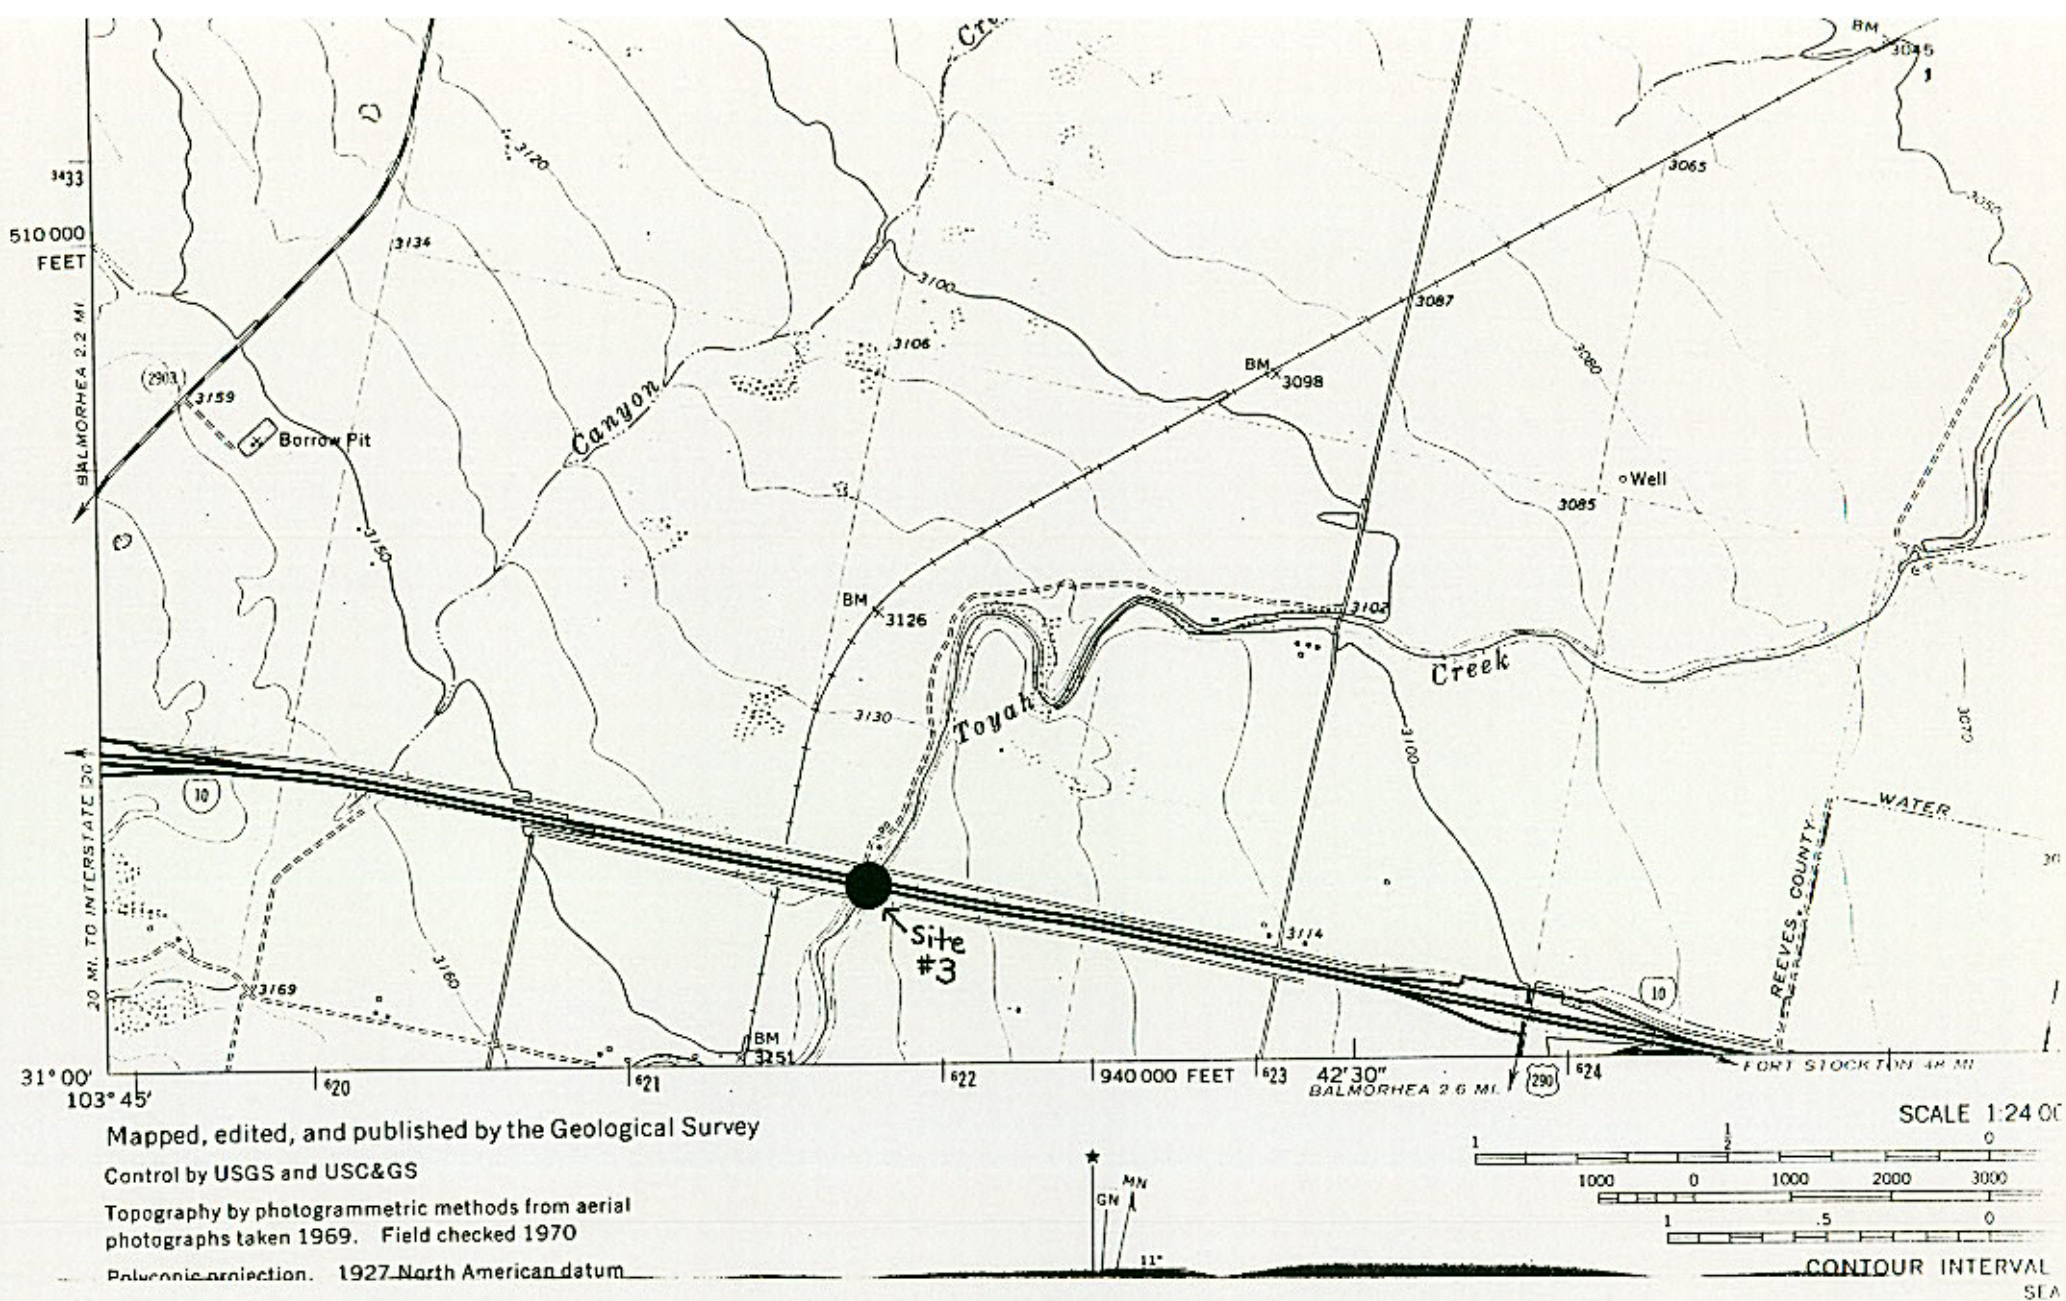 Cre
BM
3045
3120
3433
3065
3050
510 000
FEET
3134
3100
3087
BALMORHEA 2.2 MI.
3106
3080
2903
3159
BM
3098
Canyon
Borrow Pit
Well
3085
3150
BM
3126
3102
Creek
Toyah
3130
3100
3070
10
WATER
20 MI. TO INTERSTATE 20
REEVES COUNTY
Site
#3
3114
3160
3169
10
BM
3251
31°00'
103°45'
620
621
622
940 000 FEET
623
42'30"
BALMORHEA 2.6 MI.
290
624
FORT STOCKTON 48 MI.
Mapped, edited, and published by the Geological Survey
Control by USGS and USC&GS
Topography by photogrammetric methods from aerial
photographs taken 1969. Field checked 1970
Polyconic projection. 1927 North American datum
GN
MN
11°
SCALE 1:24 00
1 1/2 0
1000 0 1000 2000 3000
1 .5 0
CONTOUR INTERVAL
SEA